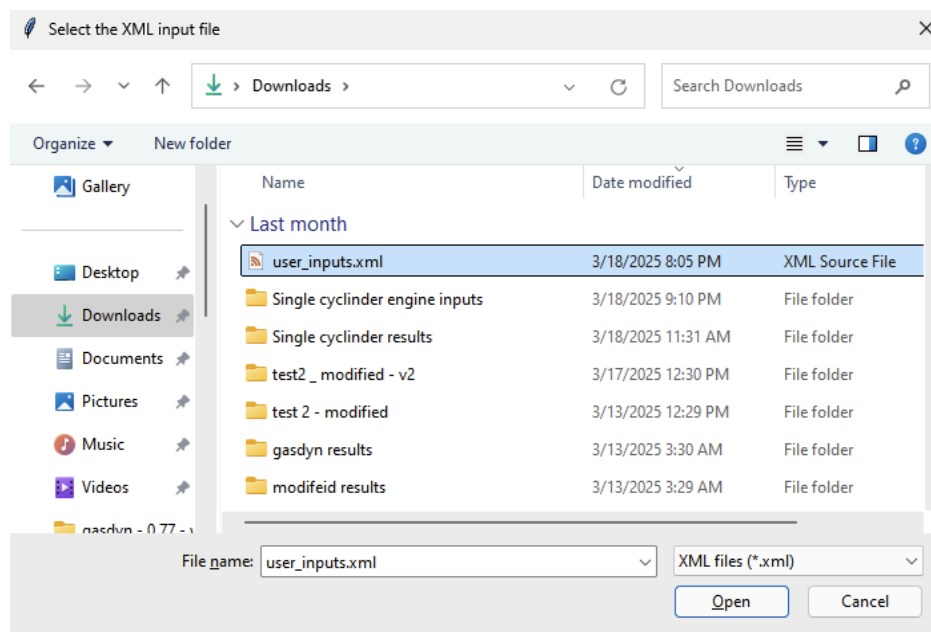 Select the XML input file
Downloads
Search Downloads
Organize New folder
Gallery
Desktop
Downloads
Documents
Pictures
Music
Videos
gasdyn - 0.77 -
Name Date modified Type
Last month
user_inputs.xml 3/18/2025 8:05 PM XML Source File
Single cyclinder engine inputs 3/18/2025 9:10 PM File folder
Single cyclinder results 3/18/2025 11:31 AM File folder
test2 _ modified - v2 3/17/2025 12:30 PM File folder
test 2 - modified 3/13/2025 12:29 PM File folder
gasdyn results 3/13/2025 3:30 AM File folder
modifeid results 3/13/2025 3:29 AM File folder
File name: user_inputs.xml XML files (*.xml)
Open Cancel